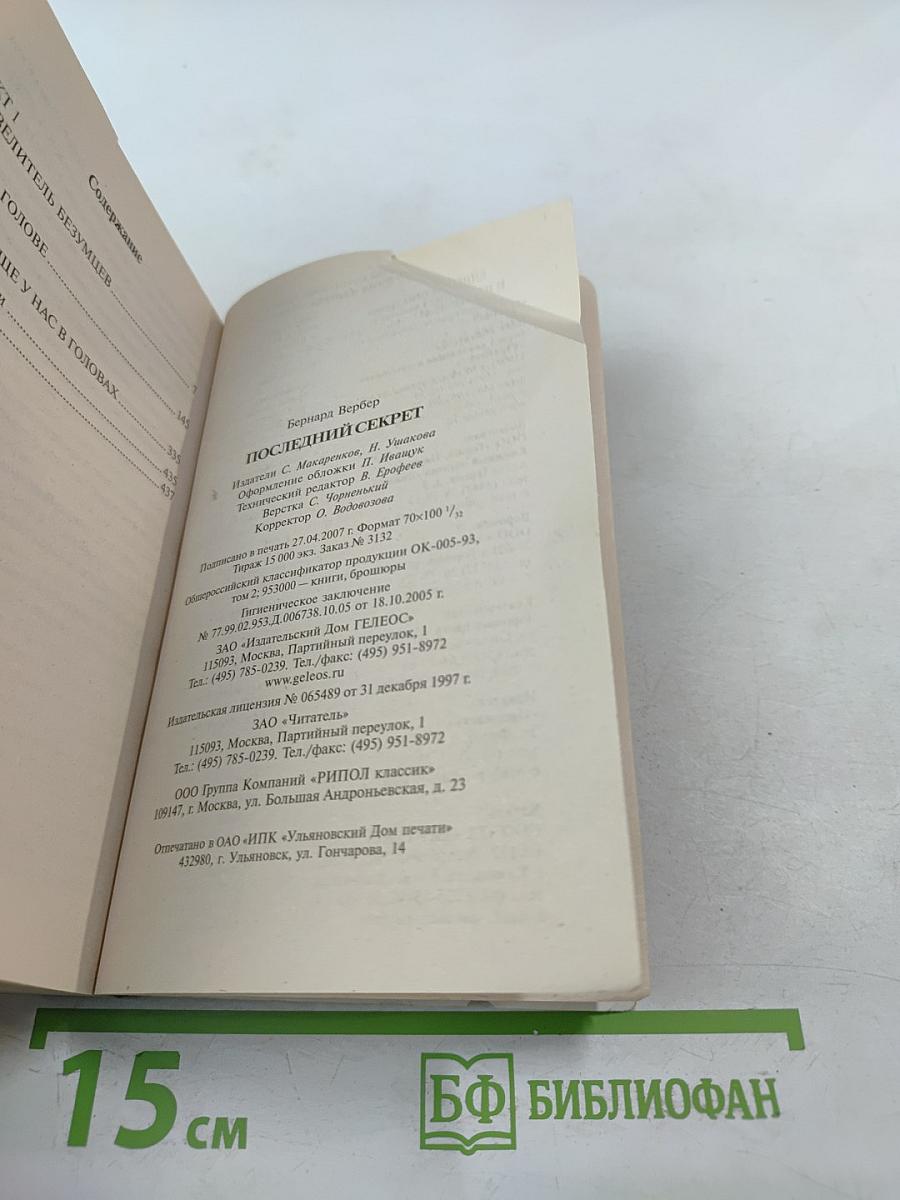 Содержание
КТ 1
ВЕЛИТЕЛЬ БЕЗУМЦЕВ
7
ГОЛОВЕ
145
ЩЕ У НАС В ГОЛОВАХ
335
435
437
Бернард Вербер
ПОСЛЕДНИЙ СЕКРЕТ
Издатели С. Макаренков, Н. Ушакова
Оформление обложки П. Иващук
Технический редактор В. Ерофеев
Верстка С. Чорненький
Корректор О. Водовозова
Подписано в печать 27.04.2007 г. Формат 70×100 1/32
Тираж 15 000 экз. Заказ № 3132
Общероссийский классификатор продукции ОК-005-93,
том 2; 953000 — книги, брошюры
Гигиеническое заключение
№ 77.99.02.953.Д.006738.10.05 от 18.10.2005 г.
ЗАО «Издательский Дом ГЕЛЕОС»
115093, Москва, Партийный переулок, 1
Тел.: (495) 785-0239. Тел./факс: (495) 951-8972
www.geleos.ru
Издательская лицензия № 065489 от 31 декабря 1997 г.
ЗАО «Читатель»
115093, Москва, Партийный переулок, 1
Тел.: (495) 785-0239. Тел./факс: (495) 951-8972
ООО Группа Компаний «РИПОЛ классик»
109147, г. Москва, ул. Большая Андроньевская, д. 23
Отпечатано в ОАО «ИПК «Ульяновский Дом печати»
432980, г. Ульяновск, ул. Гончарова, 14
15 см
БФ БИБЛИОФАН